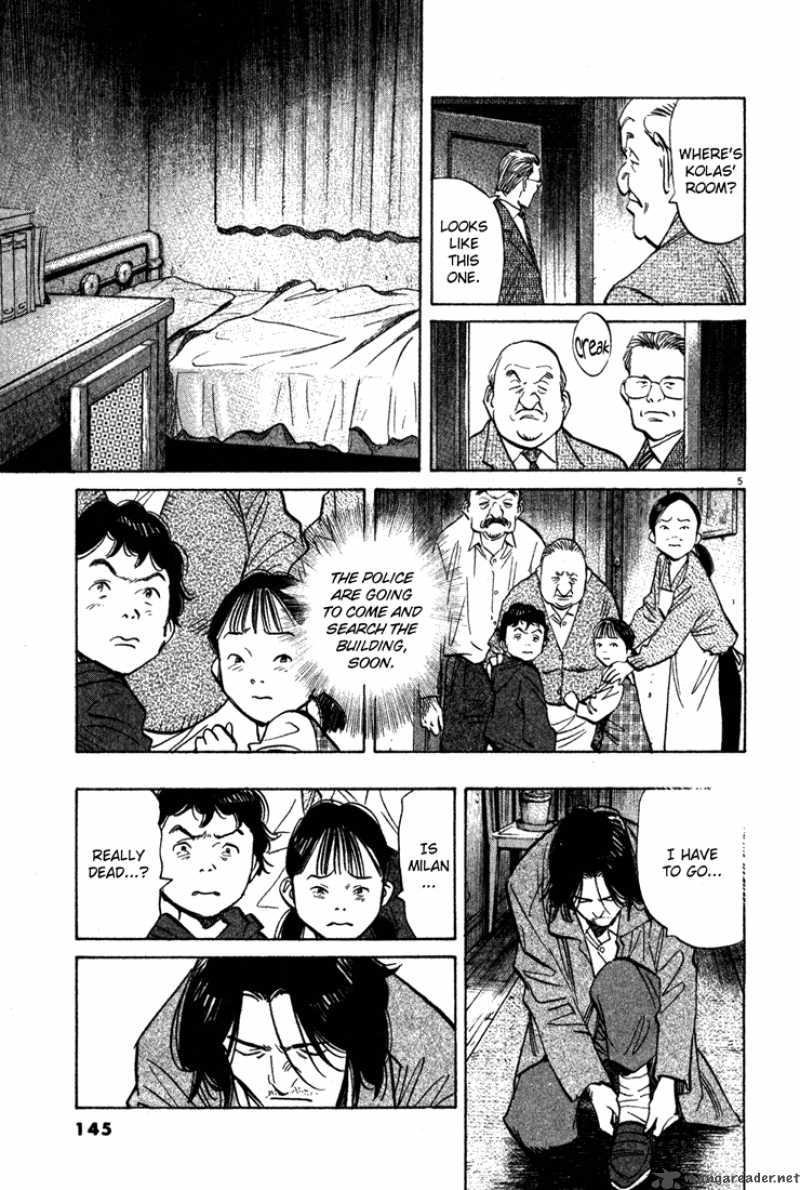 WHERE'S
KOLAS'
ROOM?
LOOKS
LIKE
THIS
ONE.
creak
5
THE POLICE
ARE GOING
TO COME AND
SEARCH THE
BUILDING,
SOON.
I HAVE
TO GO...
IS
MILAN
...
REALLY
DEAD...?
145
mangareader.net